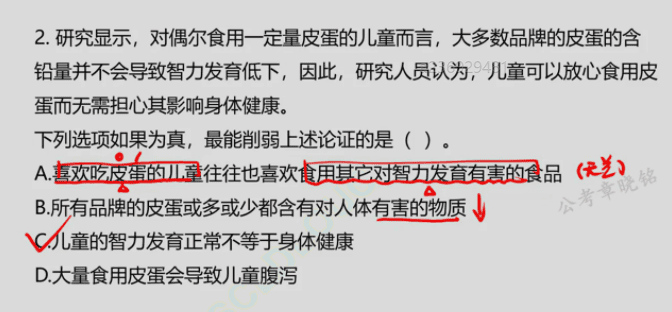 2. 研究显示，对偶尔食用一定量皮蛋的儿童而言，大多数品牌的皮蛋的含
铅量并不会导致智力发育低下，因此，研究人员认为，儿童可以放心食用皮
蛋而无需担心其影响身体健康。
下列选项如果为真，最能削弱上述论证的是（ ）。
A.喜欢吃皮蛋的儿童往往也喜欢食用其它对智力发育有害的食品 (无关)
B.所有品牌的皮蛋或多或少都含有对人体有害的物质
公考章晓铭
C.儿童的智力发育正常不等于身体健康
D.大量食用皮蛋会导致儿童腹泻